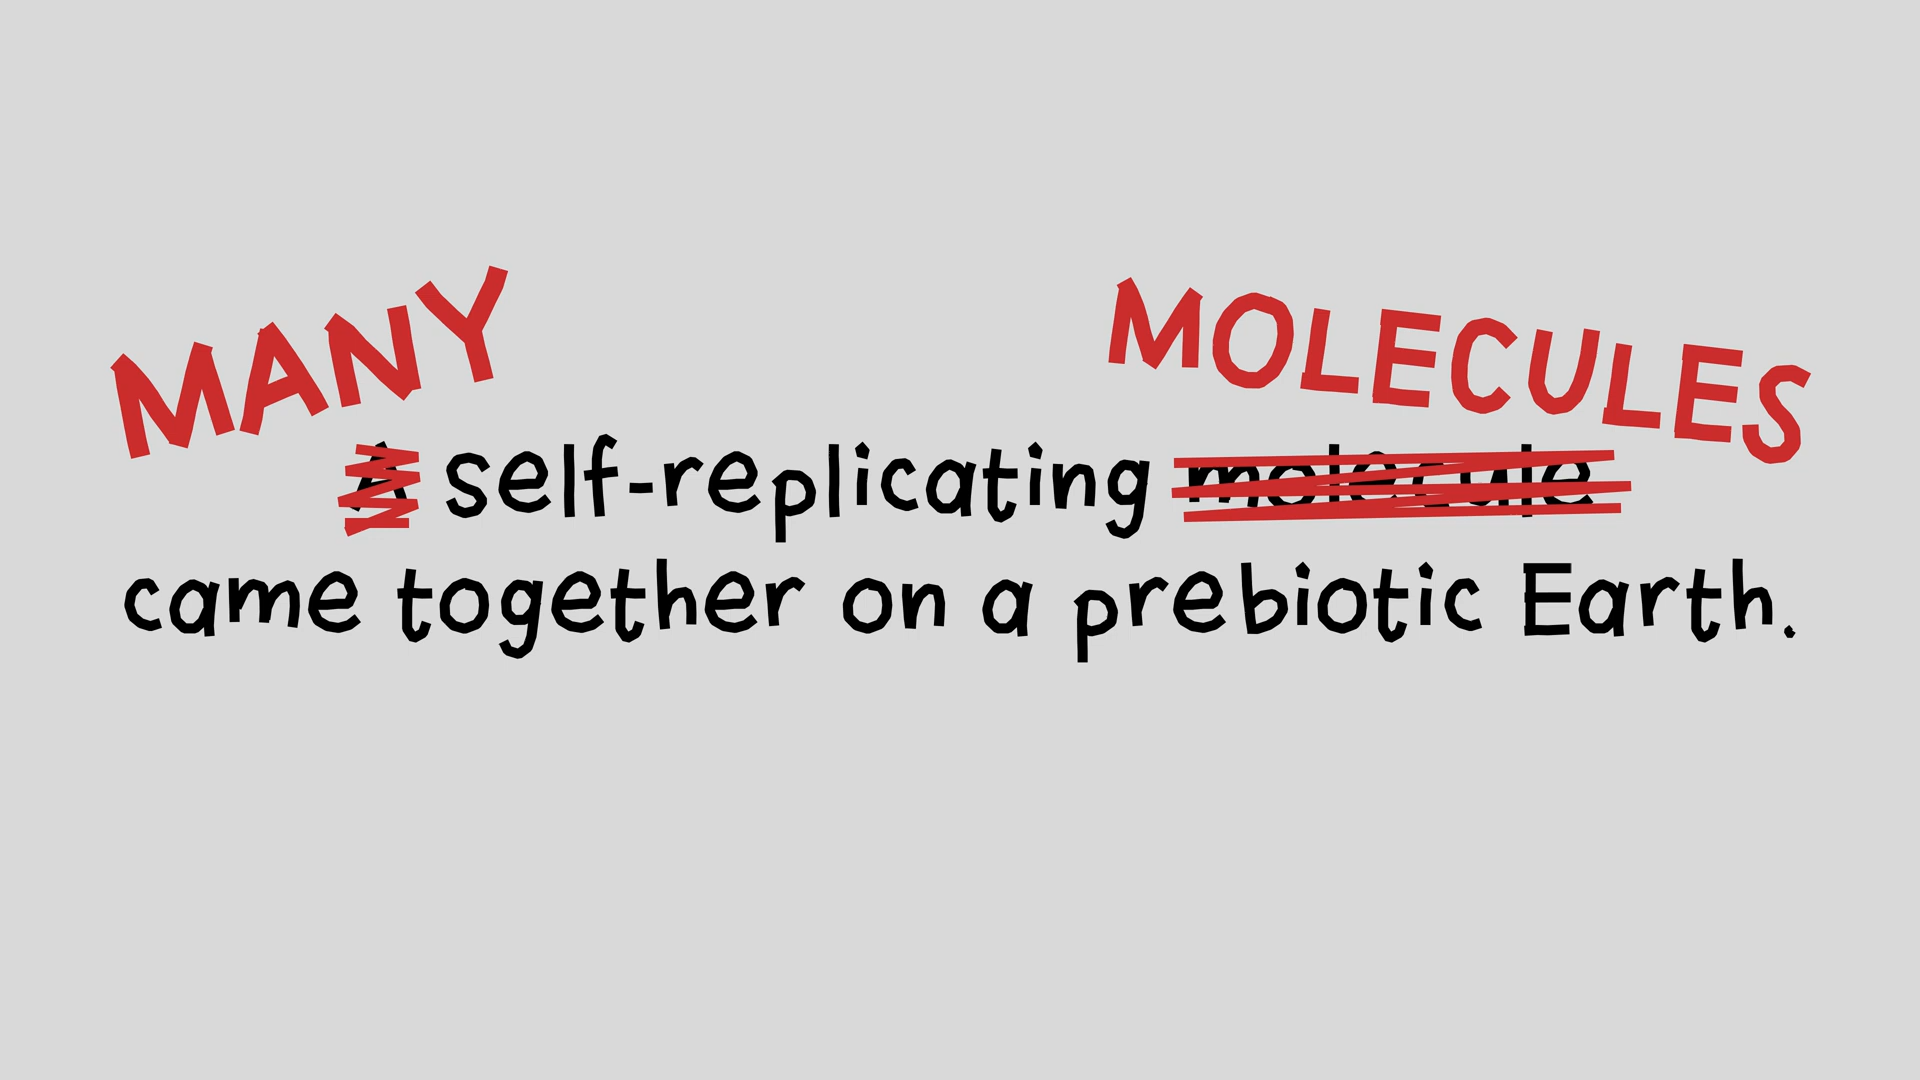 MANY MOLECULES
A self-replicating molecule
came together on a prebiotic Earth.